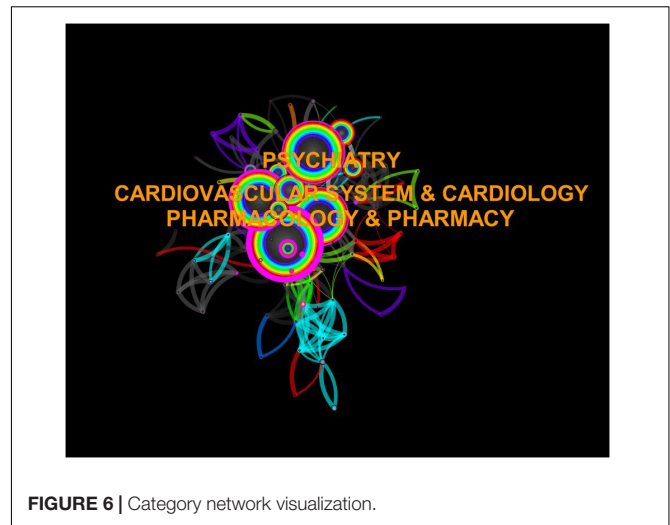 PSYCHIATRY
CARDIOVASCULAR SYSTEM & CARDIOLOGY
PHARMACOLOGY & PHARMACY
FIGURE 6 | Category network visualization.